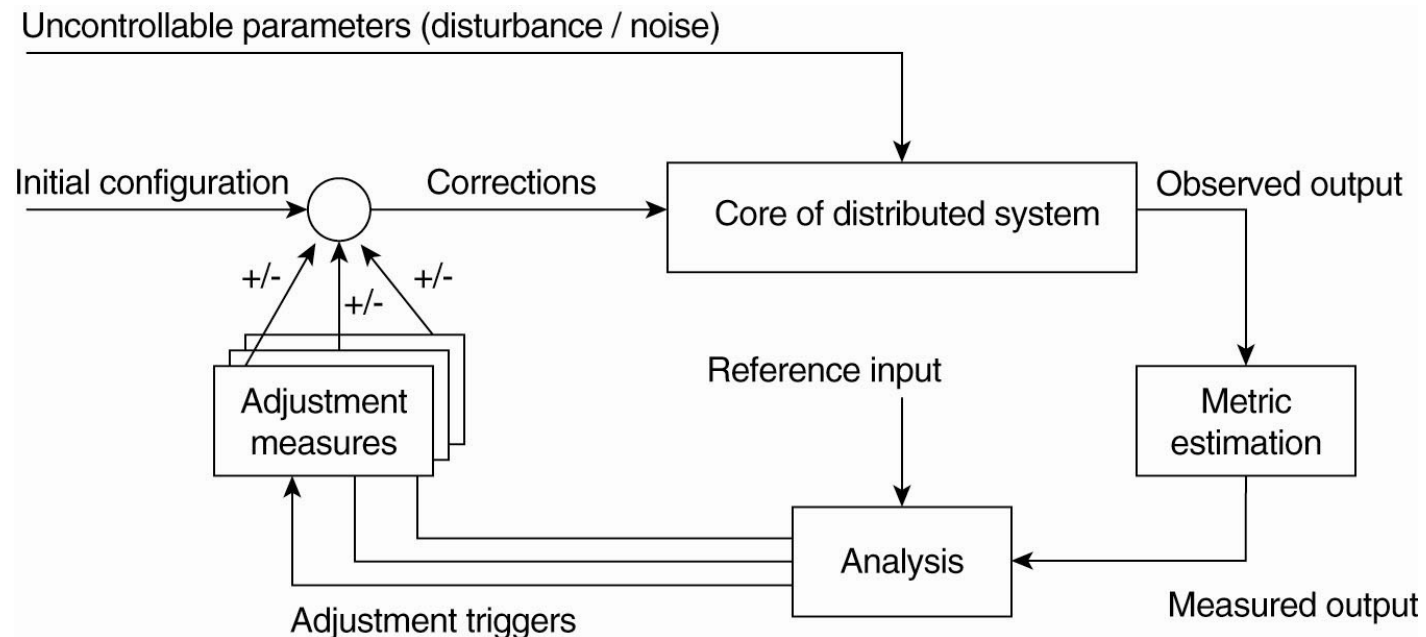 Uncontrollable parameters (disturbance / noise)
Initial configuration
Corrections
Core of distributed system
Observed output
+/-
+/-
+/-
Reference input
Adjustment
measures
Metric
estimation
Analysis
Adjustment triggers
Measured output